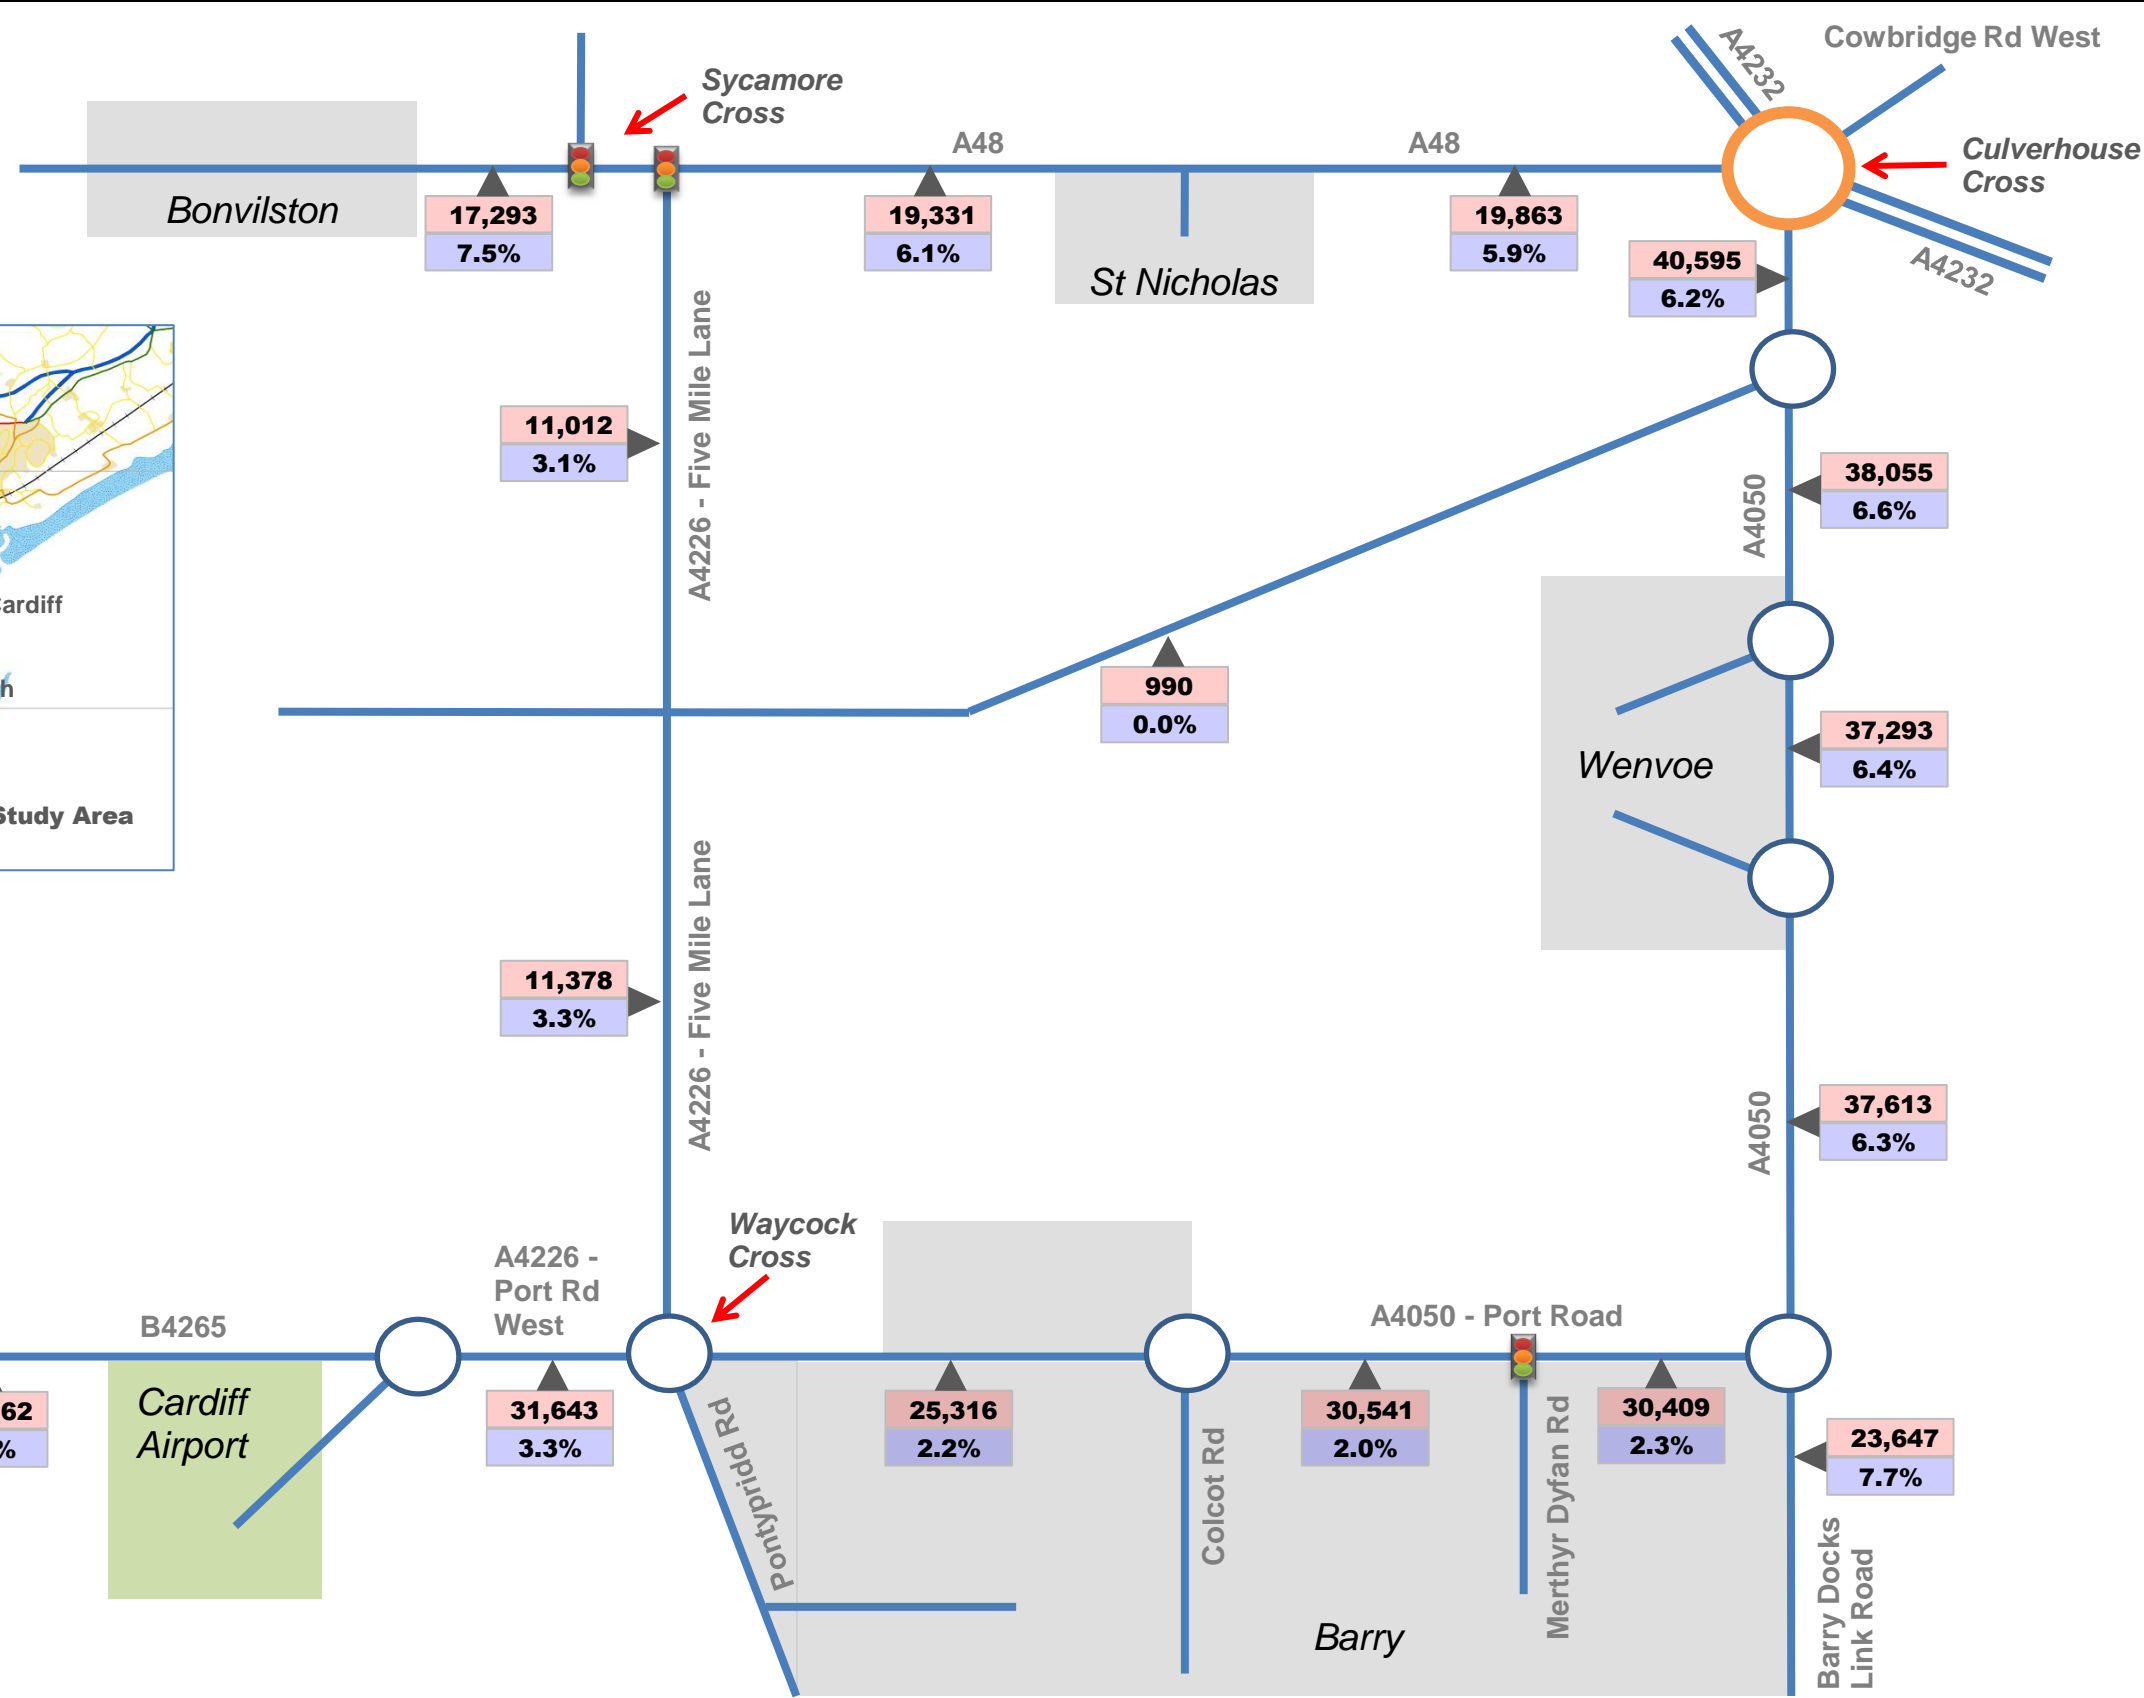 Cowbridge Rd West
A4232
Sycamore
Cross
A48
A48
Culverhouse
Cross
Bonvilston
17,293
7.5%
19,331
6.1%
St Nicholas
19,863
5.9%
40,595
6.2%
A4232
A4226 - Five Mile Lane
11,012
3.1%
38,055
6.6%
A4050
ardiff
h
Study Area
990
0.0%
Wenvoe
37,293
6.4%
A4226 - Five Mile Lane
11,378
3.3%
A4050
37,613
6.3%
Waycock
Cross
A4226 -
Port Rd
West
B4265
A4050 - Port Road
62
%
Cardiff
Airport
31,643
3.3%
Pontypridd Rd
25,316
2.2%
Colcot Rd
30,541
2.0%
Merthyr Dyfan Rd
30,409
2.3%
23,647
7.7%
Barry
Barry Docks
Link Road